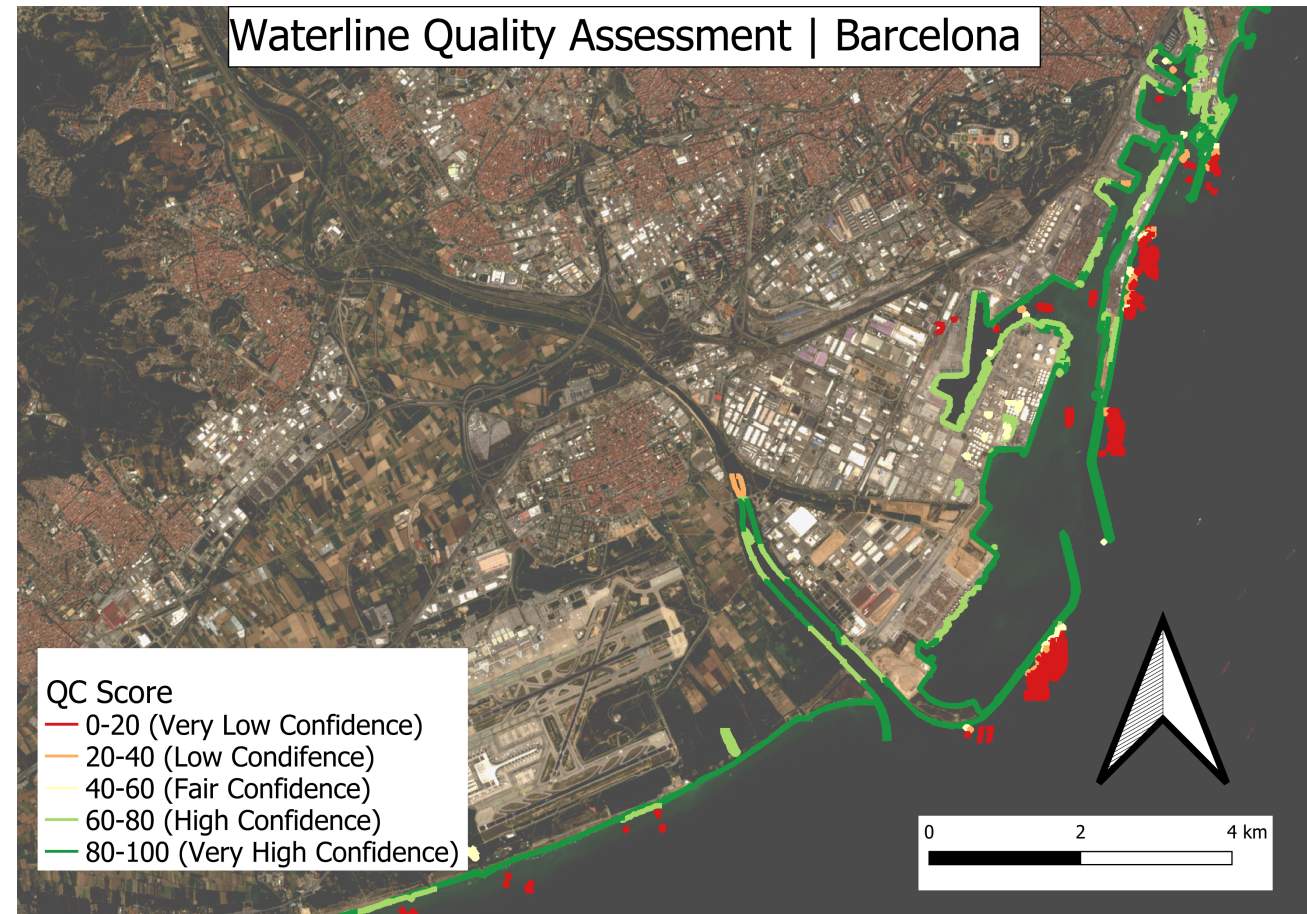 Waterline Quality Assessment | Barcelona
QC Score
0-20 (Very Low Confidence)
20-40 (Low Condifence)
40-60 (Fair Confidence)
60-80 (High Confidence)
80-100 (Very High Confidence)
0 2 4 km